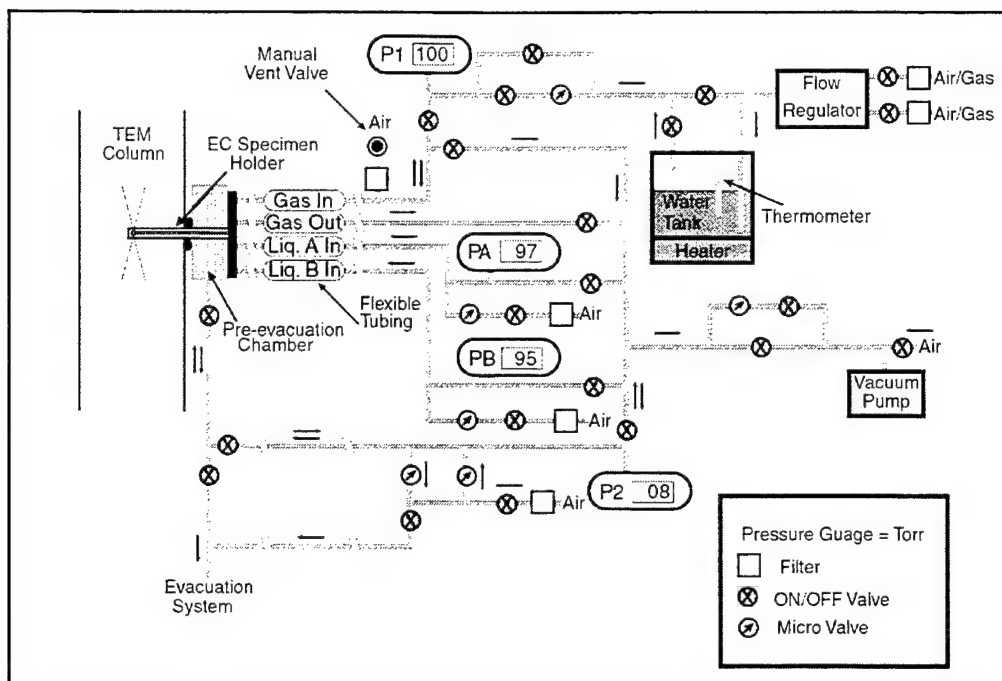 Manual
Vent Valve
P1 100
Air
TEM
Column
EC Specimen
Holder
Flow
Regulator
Air/Gas
Air/Gas
Gas In
Gas Out
Liq. A In
Liq. B In
Water
Tank
Heater
Thermometer
PA 97
Flexible
Tubing
Air
Pre-evacuation
Chamber
PB 95
Air
Air
Vacuum
Pump
P2 08
Air
Evacuation
System
Pressure Guage = Torr
Filter
ON/OFF Valve
Micro Valve